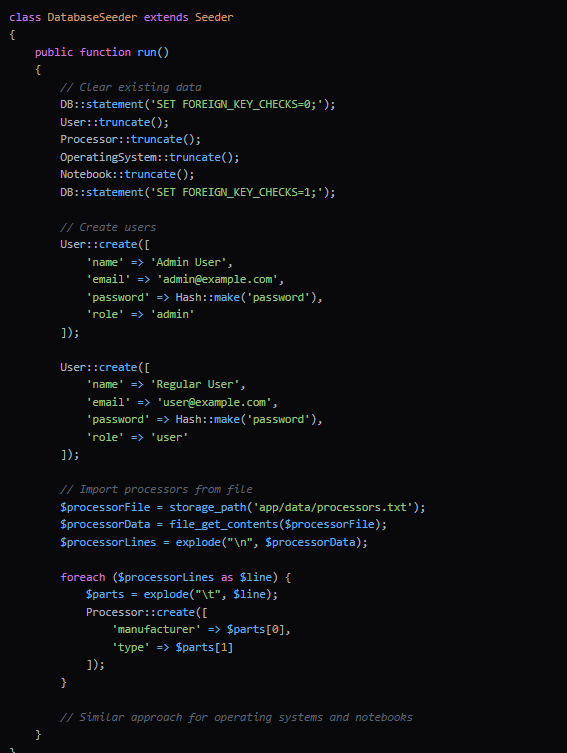 class DatabaseSeeder extends Seeder
{
    public function run()
    {
        // Clear existing data
        DB::statement('SET FOREIGN_KEY_CHECKS=0;');
        User::truncate();
        Processor::truncate();
        OperatingSystem::truncate();
        Notebook::truncate();
        DB::statement('SET FOREIGN_KEY_CHECKS=1;');

        // Create users
        User::create([
            'name' => 'Admin User',
            'email' => 'admin@example.com',
            'password' => Hash::make('password'),
            'role' => 'admin'
        ]);

        User::create([
            'name' => 'Regular User',
            'email' => 'user@example.com',
            'password' => Hash::make('password'),
            'role' => 'user'
        ]);

        // Import processors from file
        $processorFile = storage_path('app/data/processors.txt');
        $processorData = file_get_contents($processorFile);
        $processorLines = explode("\n", $processorData);

        foreach ($processorLines as $line) {
            $parts = explode("\t", $line);
            Processor::create([
                'manufacturer' => $parts[0],
                'type' => $parts[1]
            ]);
        }

        // Similar approach for operating systems and notebooks
    }
}